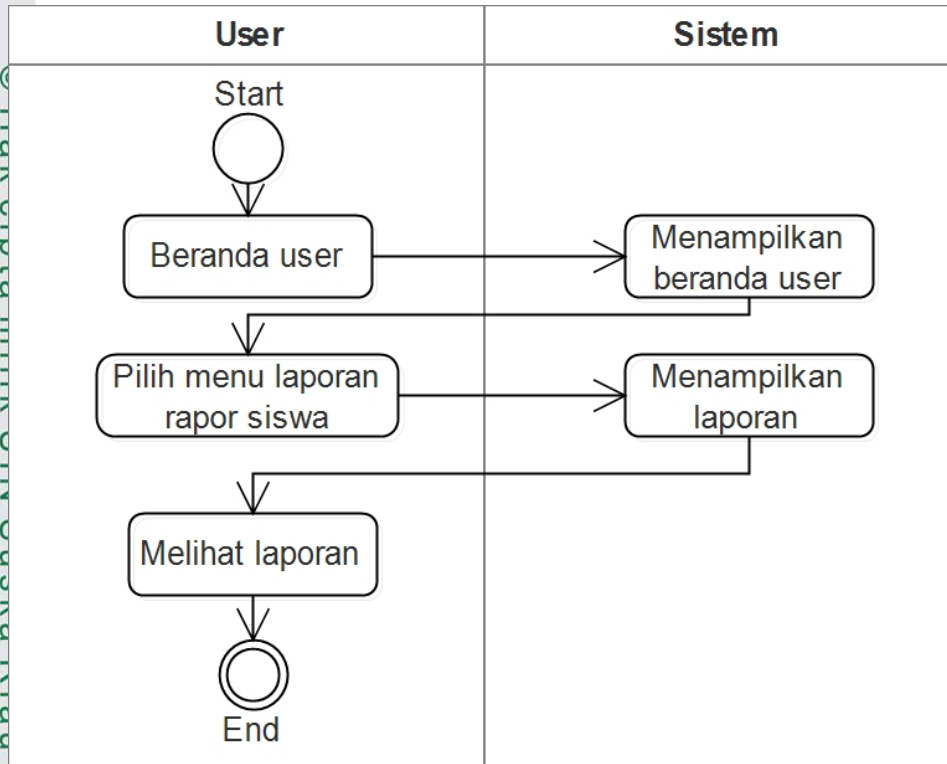 User
Sistem
Start
Beranda user
Menampilkan
beranda user
Pilih menu laporan
rapor siswa
Menampilkan
laporan
Melihat laporan
End